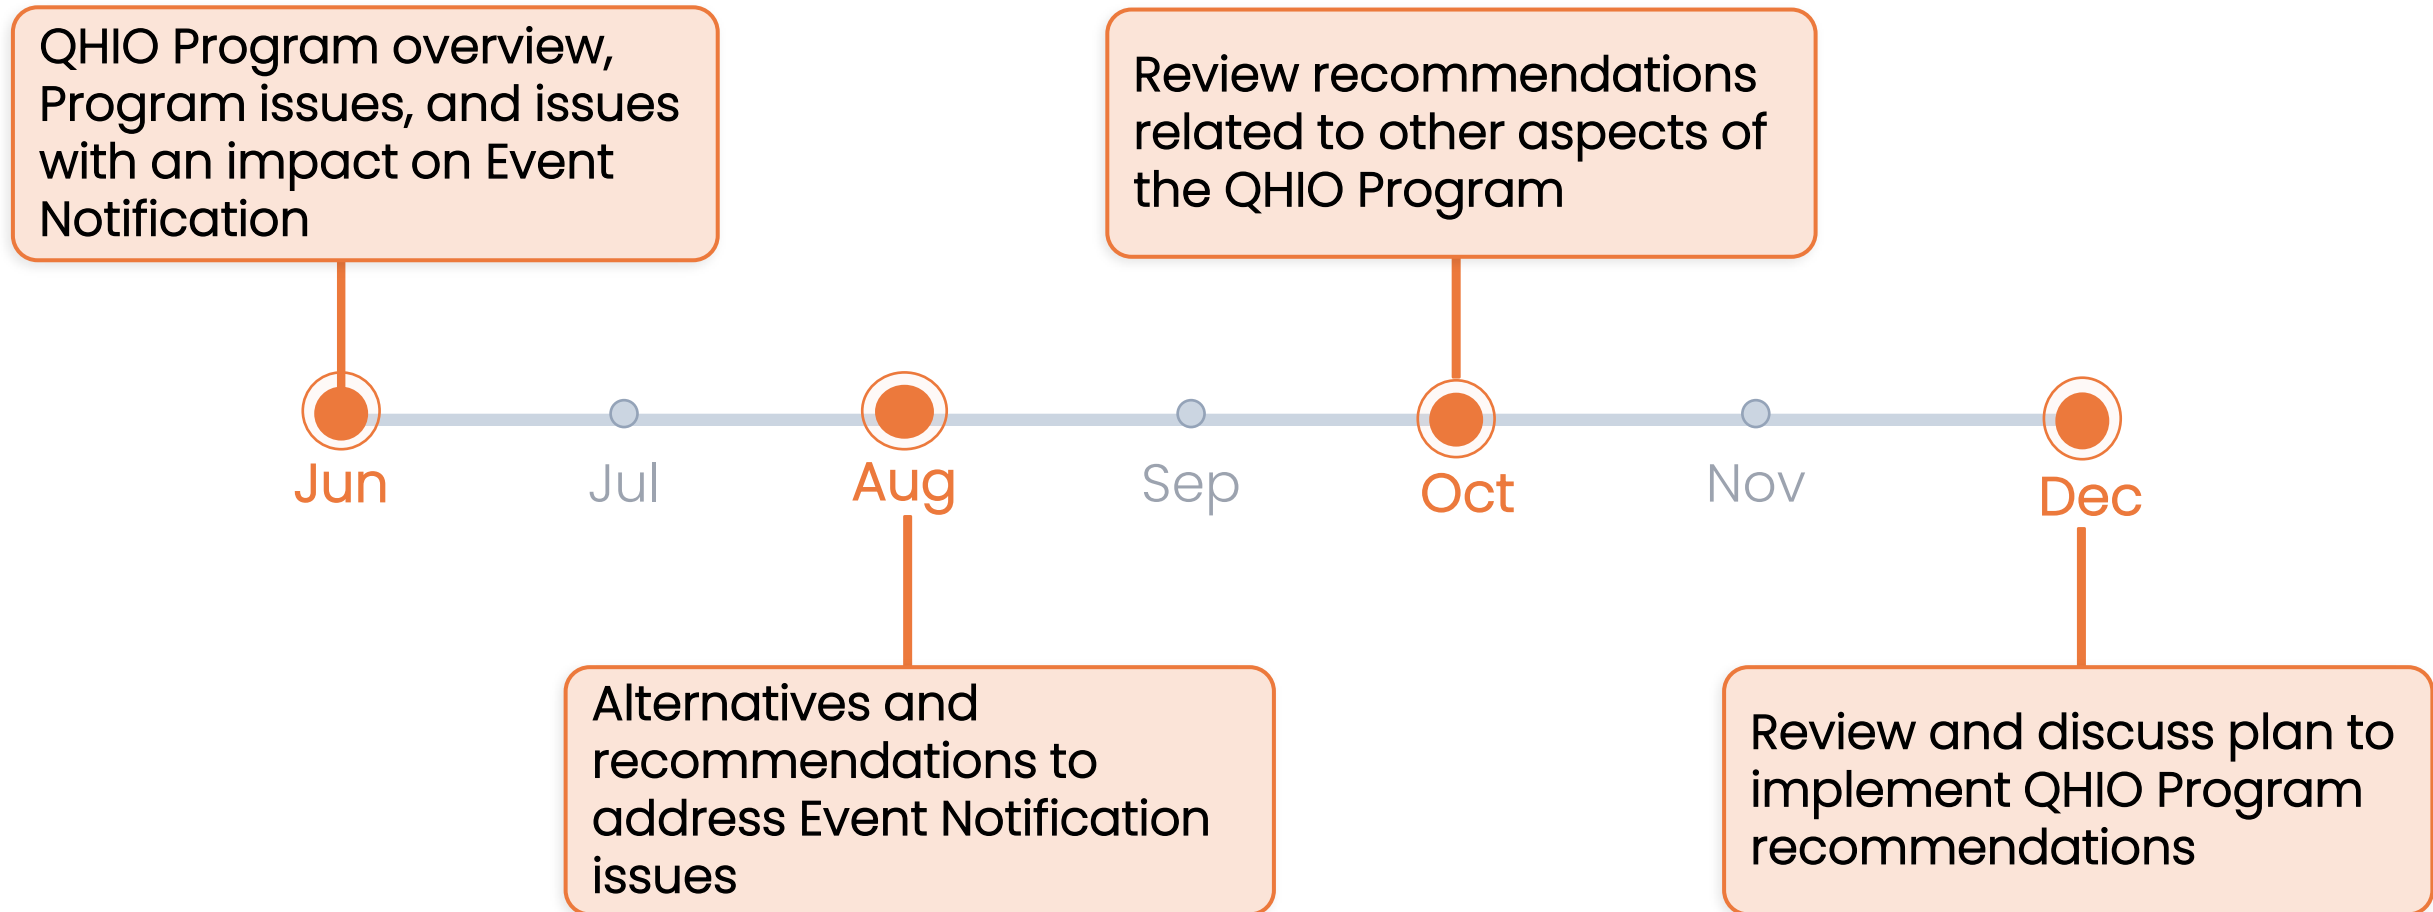 QHIO Program overview,
Program issues, and issues
with an impact on Event
Notification
Review recommendations
related to other aspects of
the QHIO Program
Jun
Jul
Aug
Sep
Oct
Nov
Dec
Alternatives and
recommendations to
address Event Notification
issues
Review and discuss plan to
implement QHIO Program
recommendations